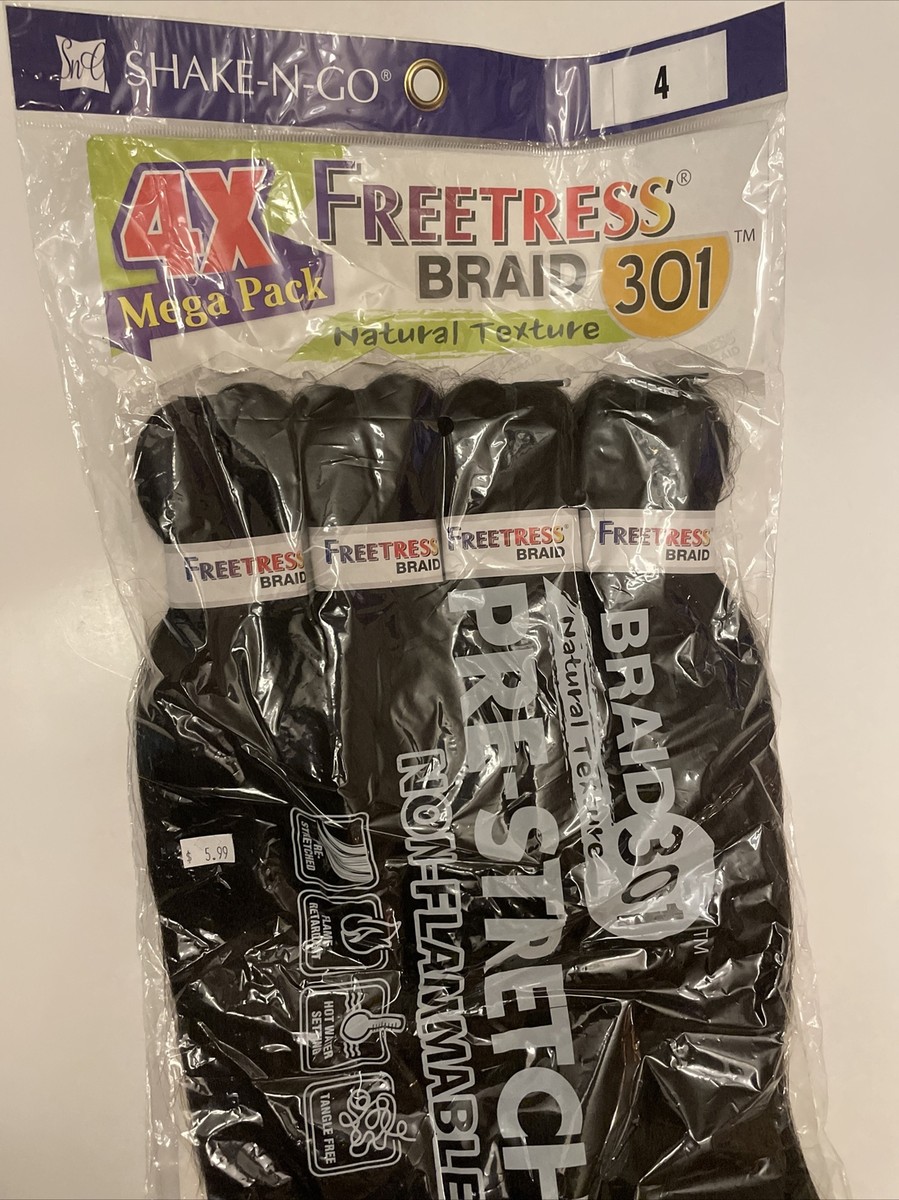 SnG SHAKE-N-GO®
4
4X
Mega Pack
FREETRESS®
BRAID 301™
Natural Texture
FREETRESS
BRAID
FREETRESS
BRAID
FREETRESS®
BRAID
FREETRESS
BRAID
BRAID 301™
Natural Texture
PRE-STRETCH
NON-FLAMMABLE
$ 5.99
PRE-
STRETCHED
FLAME
RETARDANT
HOT WATER
SETTING
TANGLE FREE